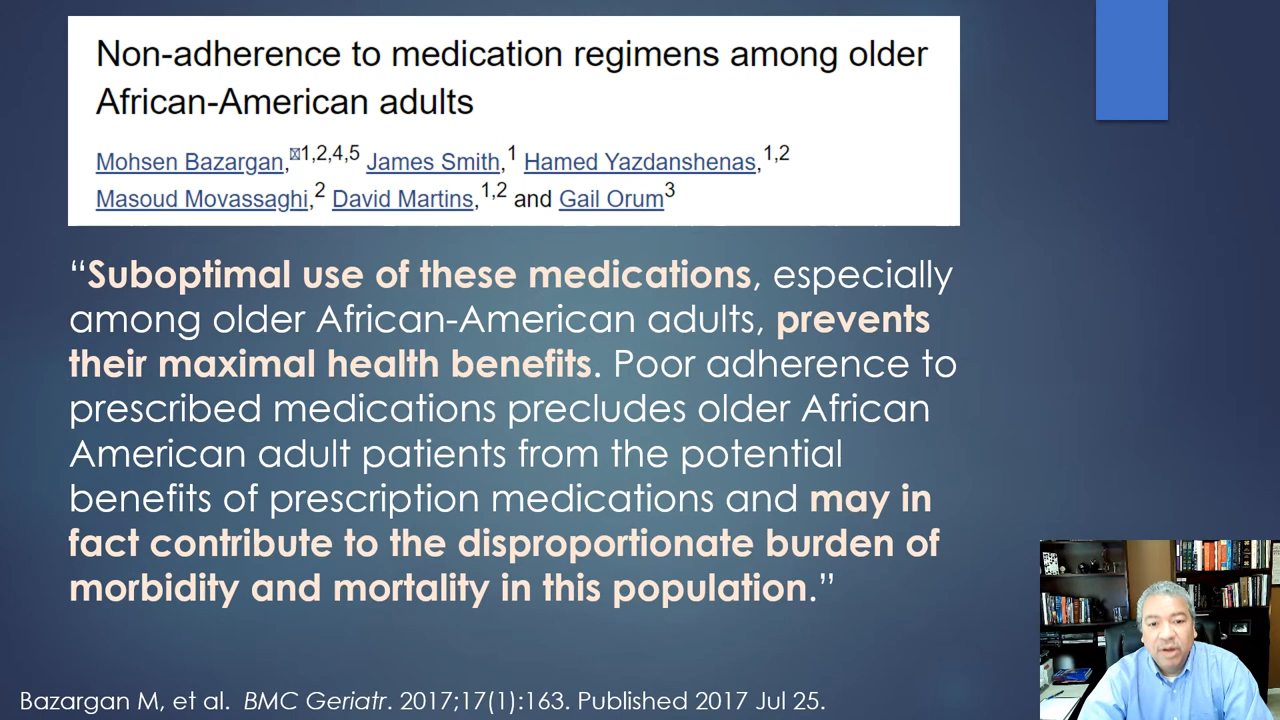 Non-adherence to medication regimens among older
African-American adults
Mohsen Bazargan,1,2,4,5 James Smith,1 Hamed Yazdanshenas,1,2
Masoud Movassaghi,2 David Martins,1,2 and Gail Orum3
“Suboptimal use of these medications, especially
among older African-American adults, prevents
their maximal health benefits. Poor adherence to
prescribed medications precludes older African
American adult patients from the potential
benefits of prescription medications and may in
fact contribute to the disproportionate burden of
morbidity and mortality in this population.”
Bazargan M, et al. BMC Geriatr. 2017;17(1):163. Published 2017 Jul 25.